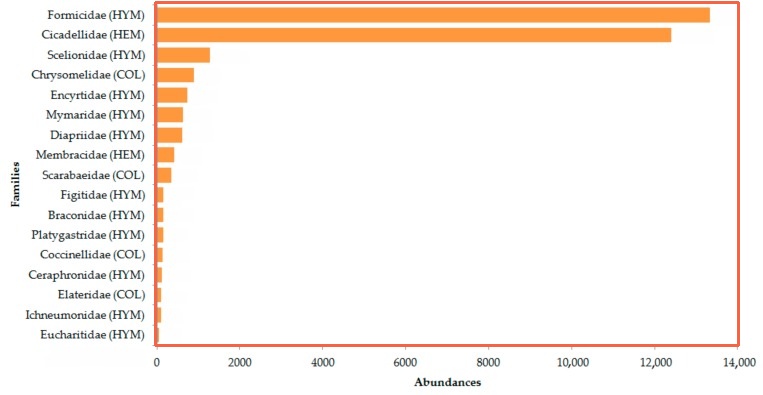 Formicidae (HYM)
Cicadellidae (HEM)
Scelionidae (HYM)
Chrysomelidae (COL)
Encyrtidae (HYM)
Mymaridae (HYM)
Diapriidae (HYM)
Membracidae (HEM)
Scarabaeidae (COL)
Figitidae (HYM)
Braconidae (HYM)
Platygastridae (HYM)
Coccinellidae (COL)
Ceraphronidae (HYM)
Elateridae (COL)
Ichneumonidae (HYM)
Eucharitidae (HYM)
Families
0 2000 4000 6000 8000 10,000 12,000 14,000
Abundances